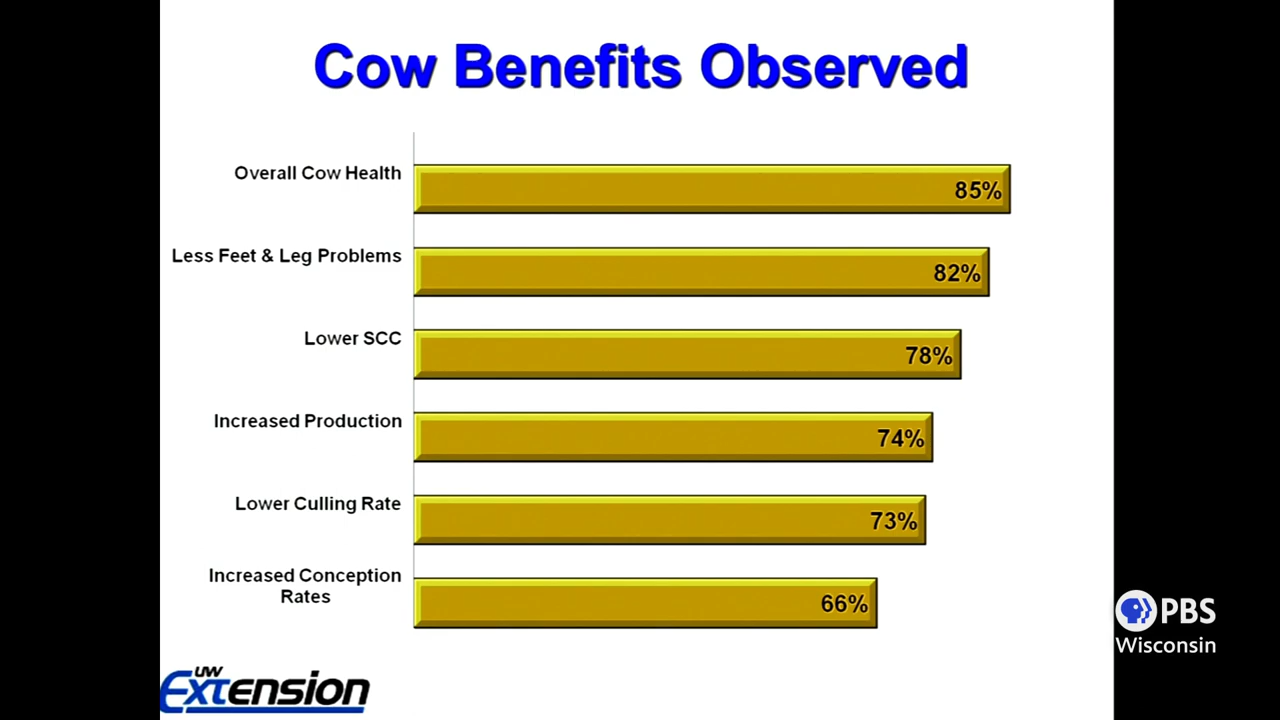 Cow Benefits Observed
Overall Cow Health
85%
Less Feet & Leg Problems
82%
Lower SCC
78%
Increased Production
74%
Lower Culling Rate
73%
Increased Conception
Rates
66%
PBS
Wisconsin
UW
Extension